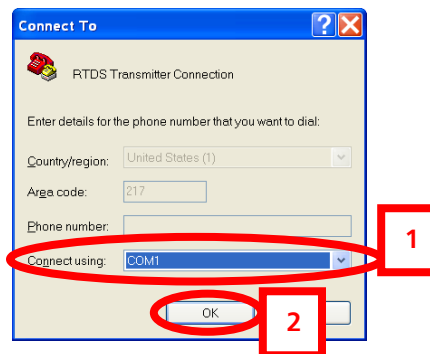 Connect To
RTDS Transmitter Connection
Enter details for the phone number that you want to dial:
Country/region: United States (1)
Area code: 217
Phone number:
Connect using: COM1
1
OK
2